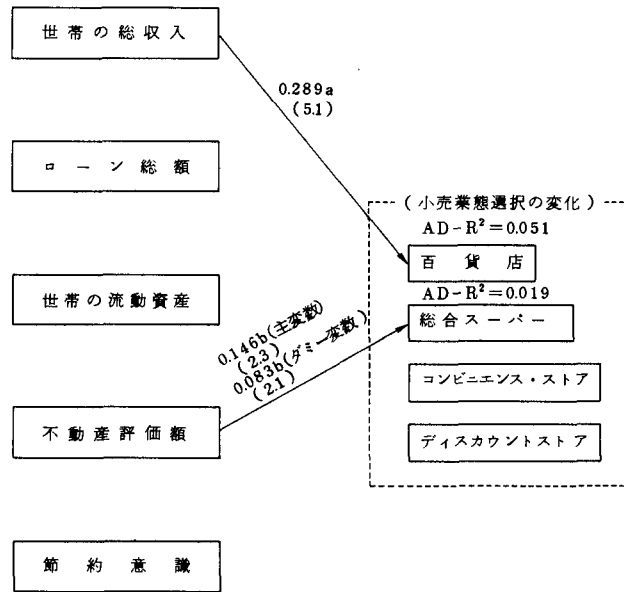 世帯の総収入
0.289a
(5.1)
ローン総額
(小売業態選択の変化)
AD-R²=0.051
百貨店
AD-R²=0.019
総合スーパー
世帯の流動資産
0.146b(主変数)
(2.3)
0.083b(ダミー変数)
(2.1)
コンビニエンス・ストア
不動産評価額
ディスカウントストア
節約意識